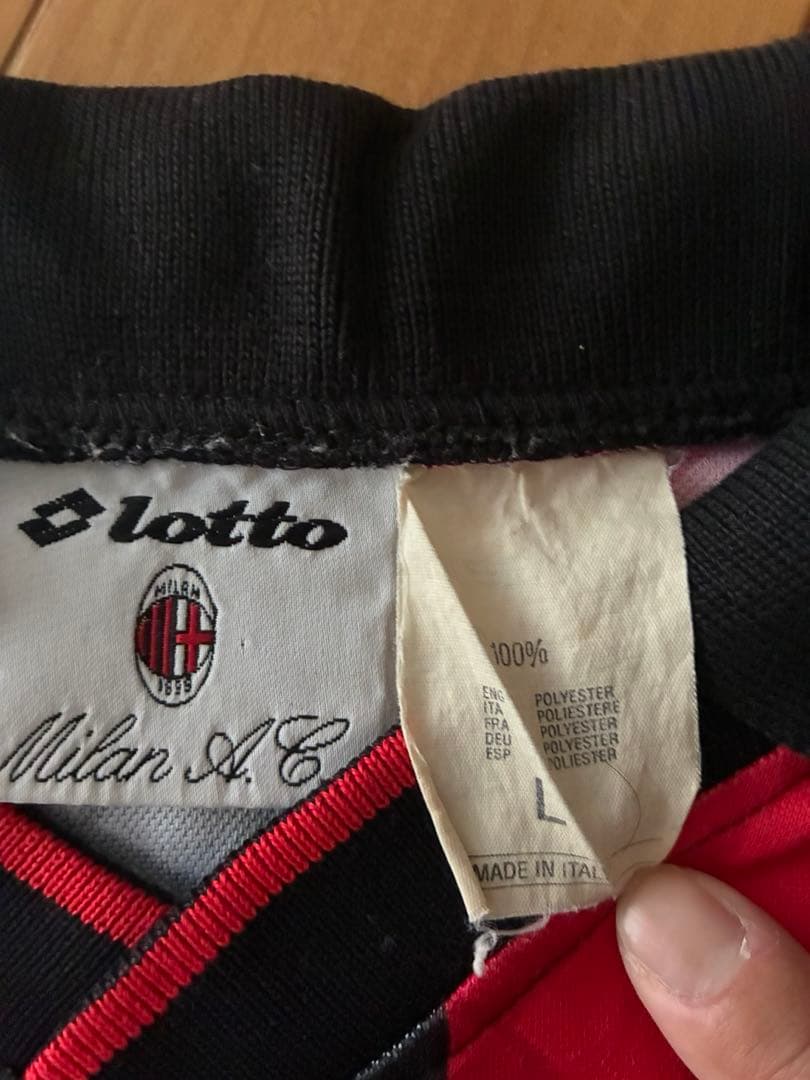 lotto
MILAN
1899
Milan A.C
100%
ENG POLYESTER
ITA POLIESTERE
FRA POLYESTER
DEU POLYESTER
ESP POLIESTER
L
MADE IN ITAL